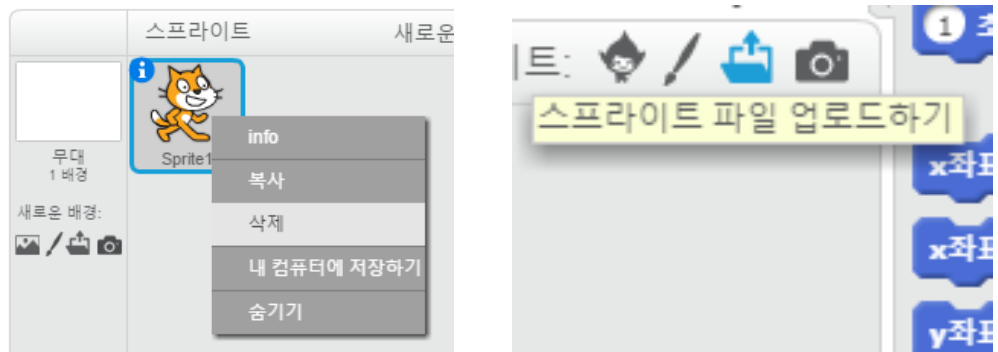 스프라이트
새로운
Sprite1
무대
1 배경
새로운 배경:
info
복사
삭제
내 컴퓨터에 저장하기
숨기기
이트:
스프라이트 파일 업로드하기
1 초
x좌표
x좌표
y좌표